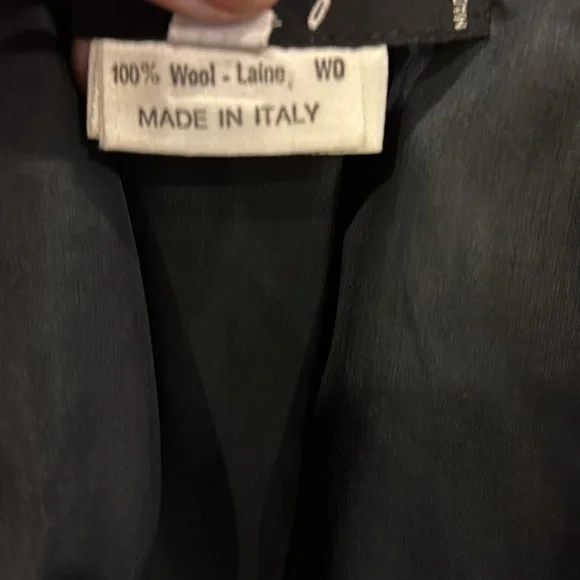 100% Wool - Laine, WO
MADE IN ITALY